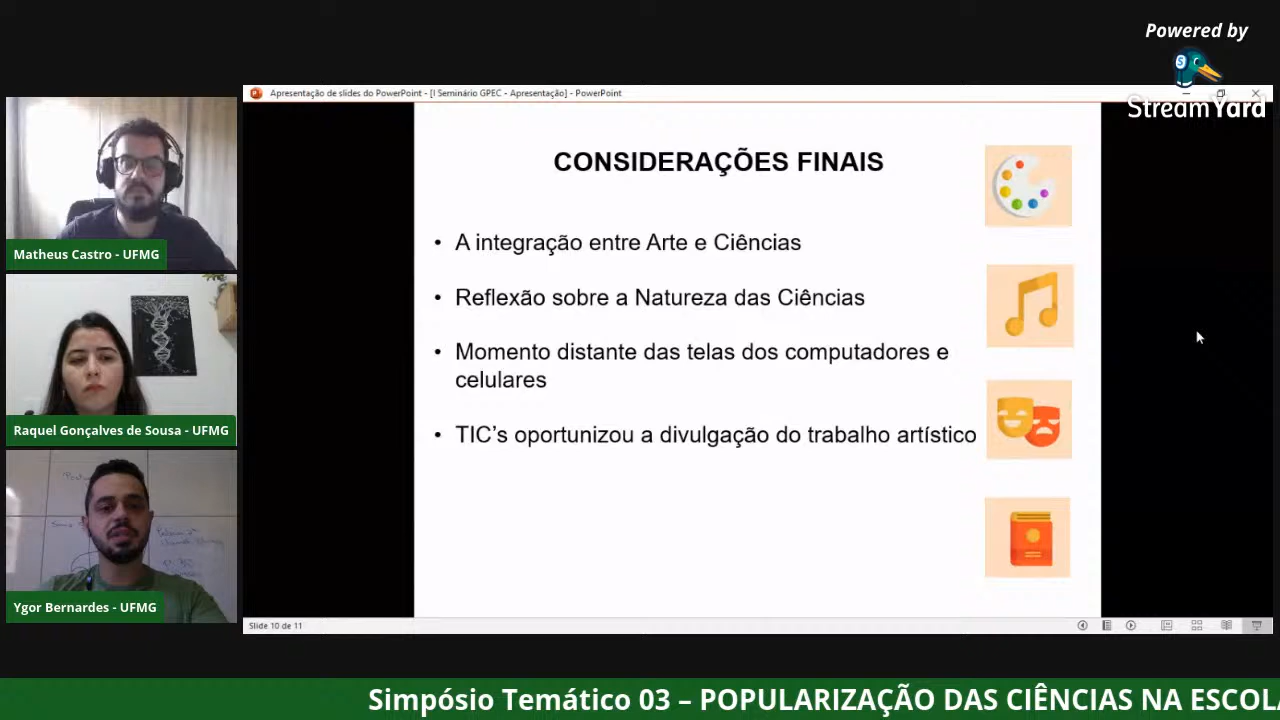 Powered by
StreamYard
Apresentação de slides do PowerPoint - [I Seminário GPEC - Apresentação] - PowerPoint
Matheus Castro - UFMG
Raquel Gonçalves de Sousa - UFMG
Ygor Bernardes - UFMG
CONSIDERAÇÕES FINAIS
• A integração entre Arte e Ciências
• Reflexão sobre a Natureza das Ciências
• Momento distante das telas dos computadores e
celulares
• TIC’s oportunizou a divulgação do trabalho artístico
Slide 10 de 11
Simpósio Temático 03 – POPULARIZAÇÃO DAS CIÊNCIAS NA ESCOLA